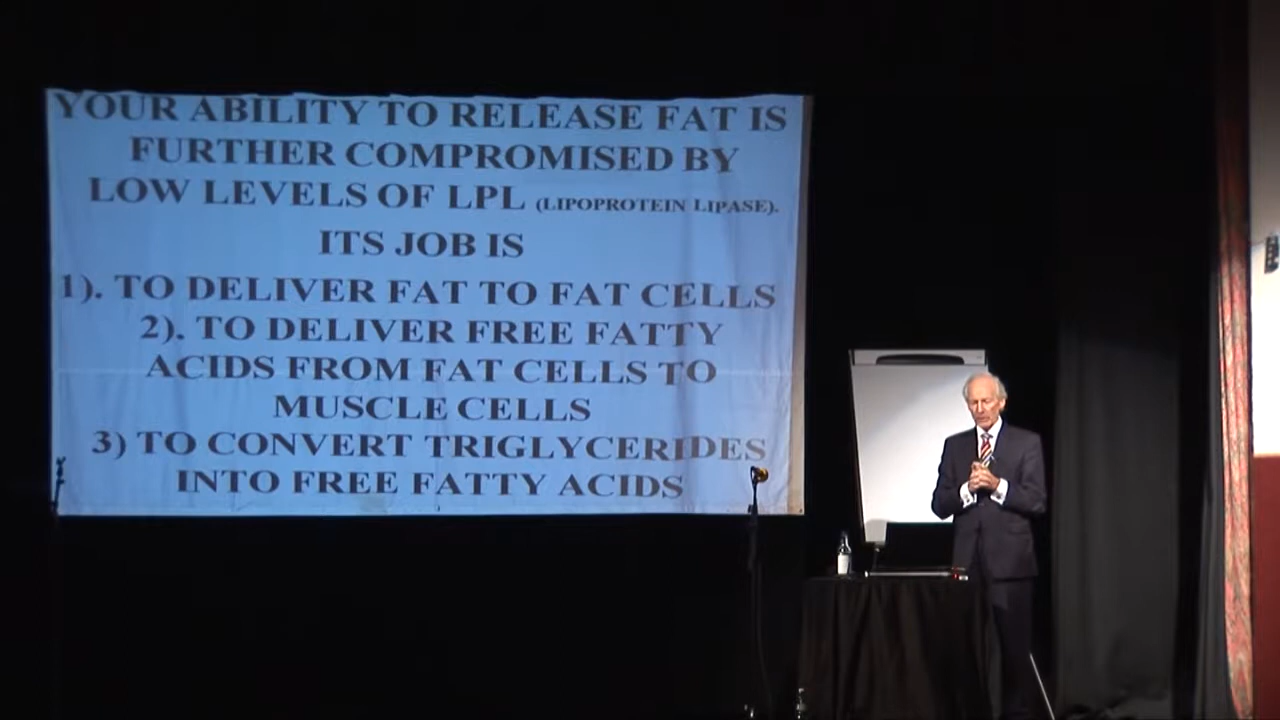 YOUR ABILITY TO RELEASE FAT IS
FURTHER COMPROMISED BY
LOW LEVELS OF LPL (LIPOPROTEIN LIPASE).
ITS JOB IS
1). TO DELIVER FAT TO FAT CELLS
2). TO DELIVER FREE FATTY
ACIDS FROM FAT CELLS TO
MUSCLE CELLS
3) TO CONVERT TRIGLYCERIDES
INTO FREE FATTY ACIDS